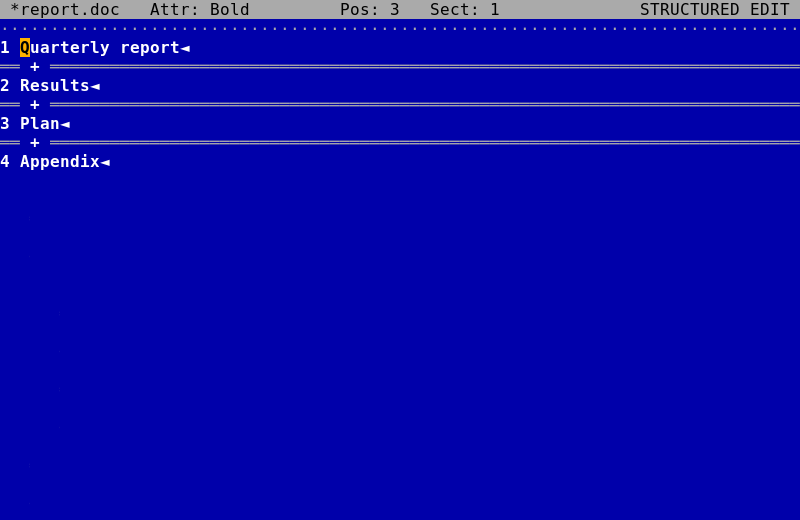 *report.doc   Attr: Bold         Pos: 3   Sect: 1              STRUCTURED EDIT
1 Quarterly report◄
══ + ═══════════════════════════════════════════════════════════════════════════
2 Results◄
══ + ═══════════════════════════════════════════════════════════════════════════
3 Plan◄
══ + ═══════════════════════════════════════════════════════════════════════════
4 Appendix◄